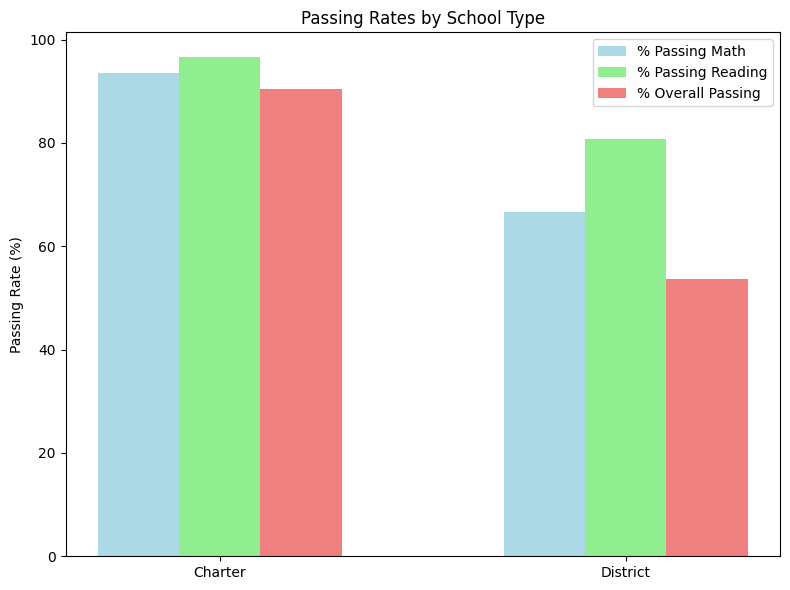 Passing Rates by School Type
% Passing Math
% Passing Reading
% Overall Passing
Passing Rate (%)
100
80
60
40
20
0
Charter
District